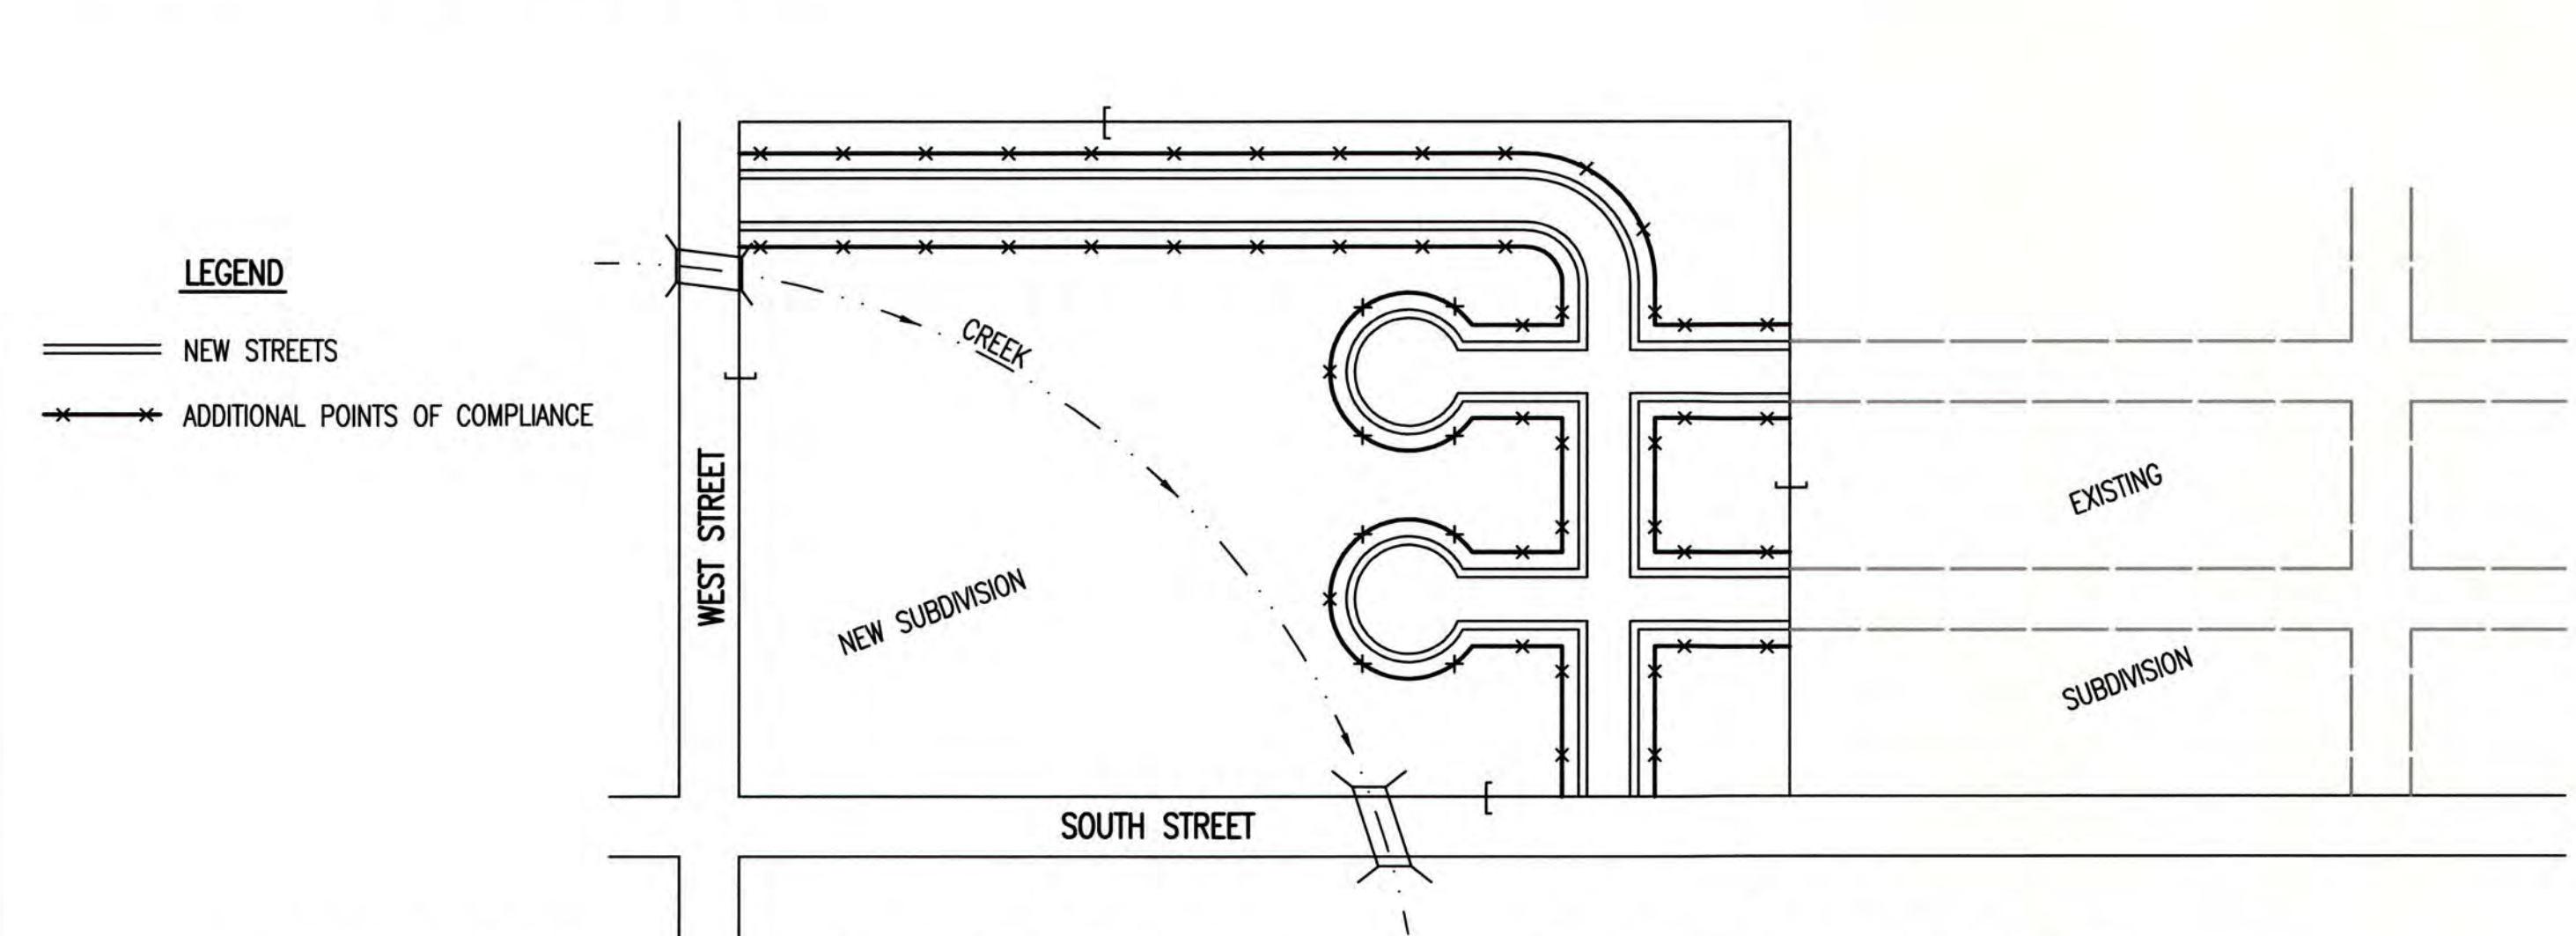 LEGEND
NEW STREETS
ADDITIONAL POINTS OF COMPLIANCE
CREEK
WEST STREET
NEW SUBDIVISION
EXISTING
SUBDIVISION
SOUTH STREET